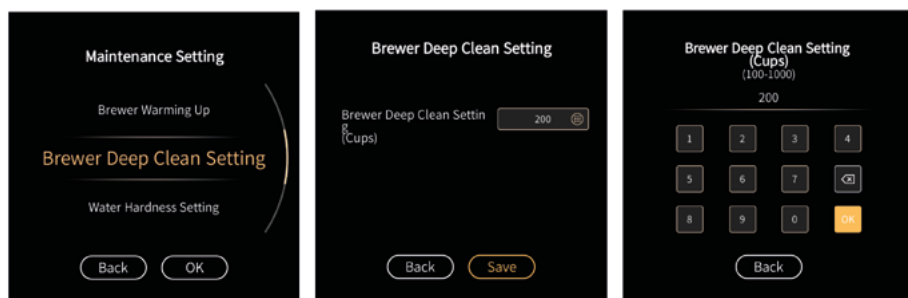 Maintenance Setting
Brewer Warming Up
Brewer Deep Clean Setting
Water Hardness Setting
Back
OK
Brewer Deep Clean Setting
Brewer Deep Clean Settin
g
(Cups)
200
Back
Save
Brewer Deep Clean Setting
(Cups)
(100-1000)
200
1 2 3 4
5 6 7
8 9 0 OK
Back